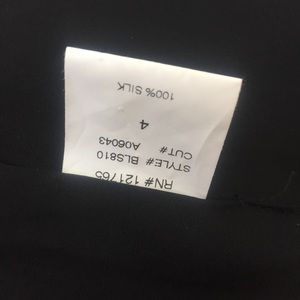 RN# 121765
STYLE# BLS810
CUT# A06043
4
100% SILK